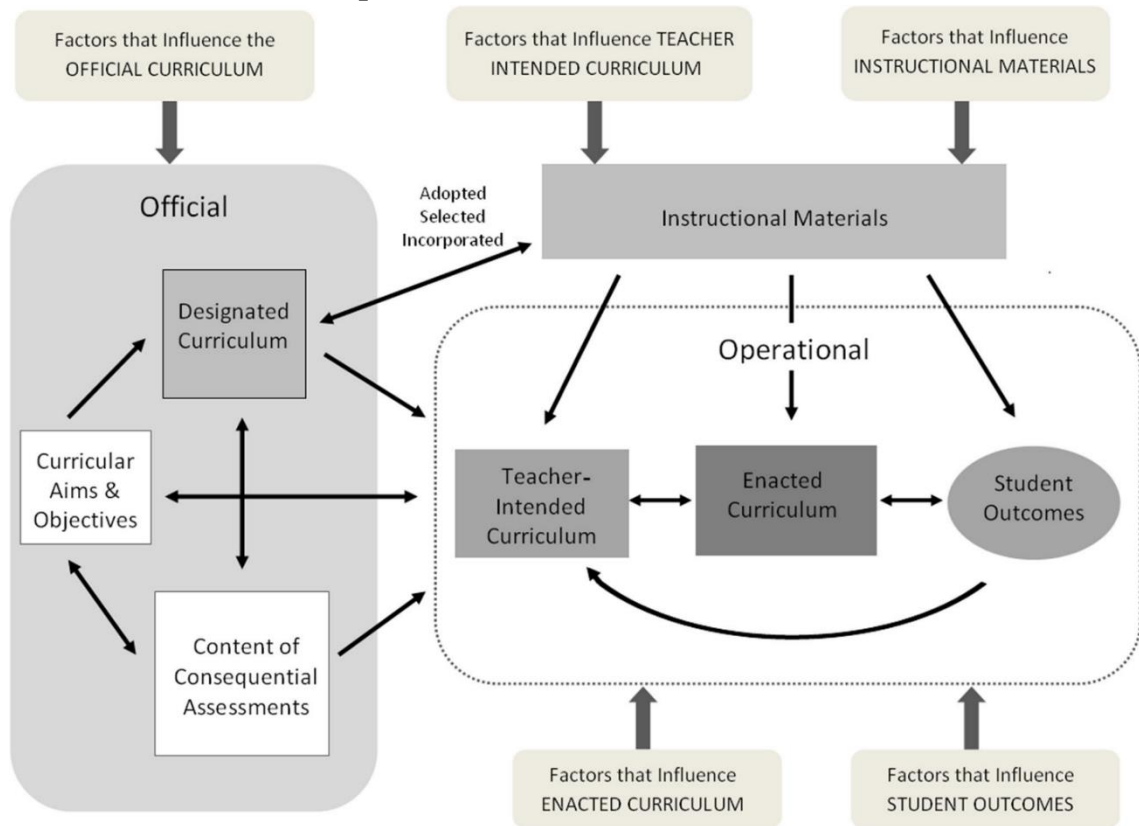 Factors that Influence the
OFFICIAL CURRICULUM
Factors that Influence TEACHER
INTENDED CURRICULUM
Factors that Influence
INSTRUCTIONAL MATERIALS
Official
Adopted
Selected
Incorporated
Instructional Materials
Designated
Curriculum
Operational
Curricular
Aims &
Objectives
Teacher-
Intended
Curriculum
Enacted
Curriculum
Student
Outcomes
Content of
Consequential
Assessments
Factors that Influence
ENACTED CURRICULUM
Factors that Influence
STUDENT OUTCOMES